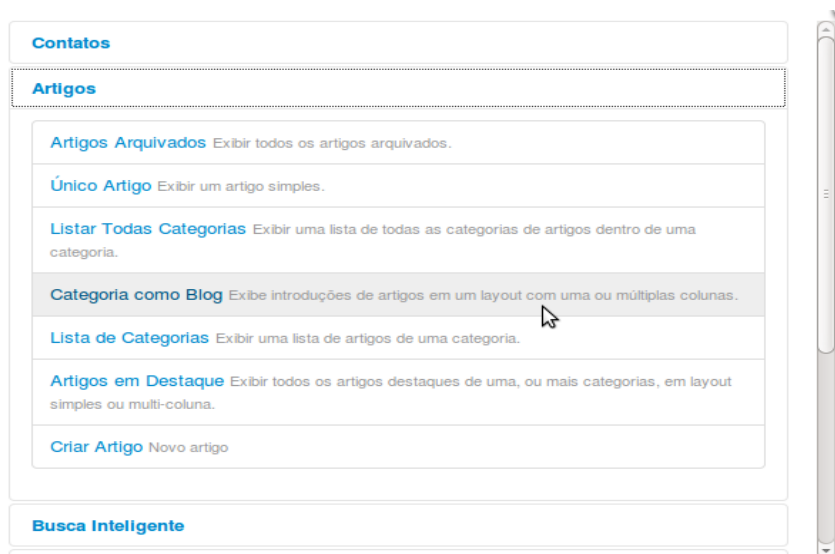 Contatos
Artigos
Artigos Arquivados Exibir todos os artigos arquivados.
Único Artigo Exibir um artigo simples.
Listar Todas Categorias Exibir uma lista de todas as categorias de artigos dentro de uma
categoria.
Categoria como Blog Exibe introduções de artigos em um layout com uma ou múltiplas colunas.
Lista de Categorias Exibir uma lista de artigos de uma categoria.
Artigos em Destaque Exibir todos os artigos destaques de uma, ou mais categorias, em layout
simples ou multi-coluna.
Criar Artigo Novo artigo
Busca Inteligente